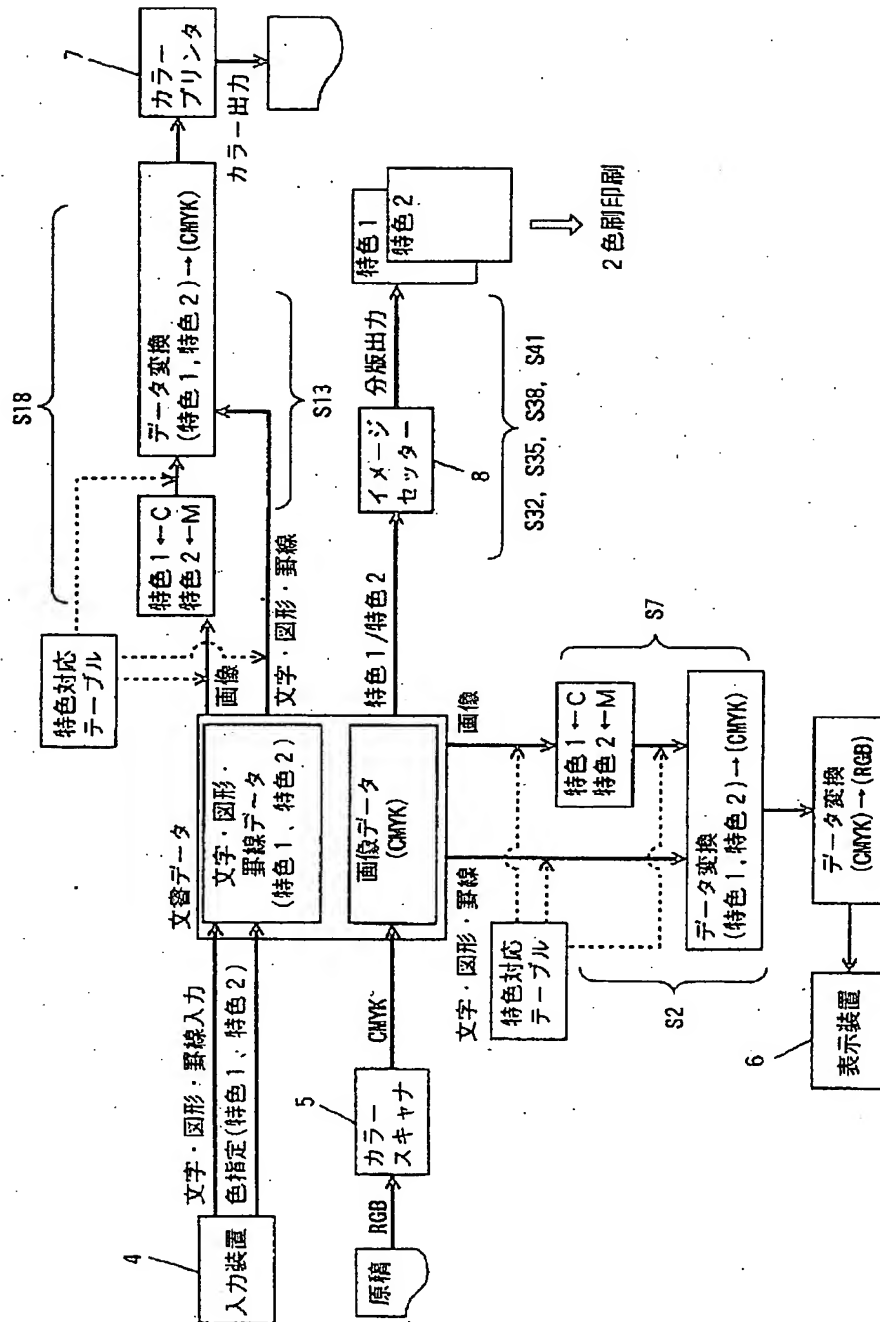 4
入力装置
文字・図形・罫線入力
色指定(特色1、特色2)
原稿
RGB
5
カラー
スキャナ
CMYK
文書データ
文字・図形・
罫線データ
(特色1、特色2)
画像データ
(CMYK)
特色対応
テーブル
画像
文字・図形・罫線
S18
特色1←C
特色2←M
データ変換
(特色1,特色2)→(CMYK)
S13
7
カラー
プリンタ
カラー出力
特色1/特色2
イメージ
セッター
8
分版出力
特色1
特色2
S32, S35, S38, S41
2色刷印刷
文字・図形・罫線
画像
特色対応
テーブル
S7
特色1←C
特色2←M
S2
データ変換
(特色1,特色2)→(CMYK)
データ変換
(CMYK)→(RGB)
6
表示装置